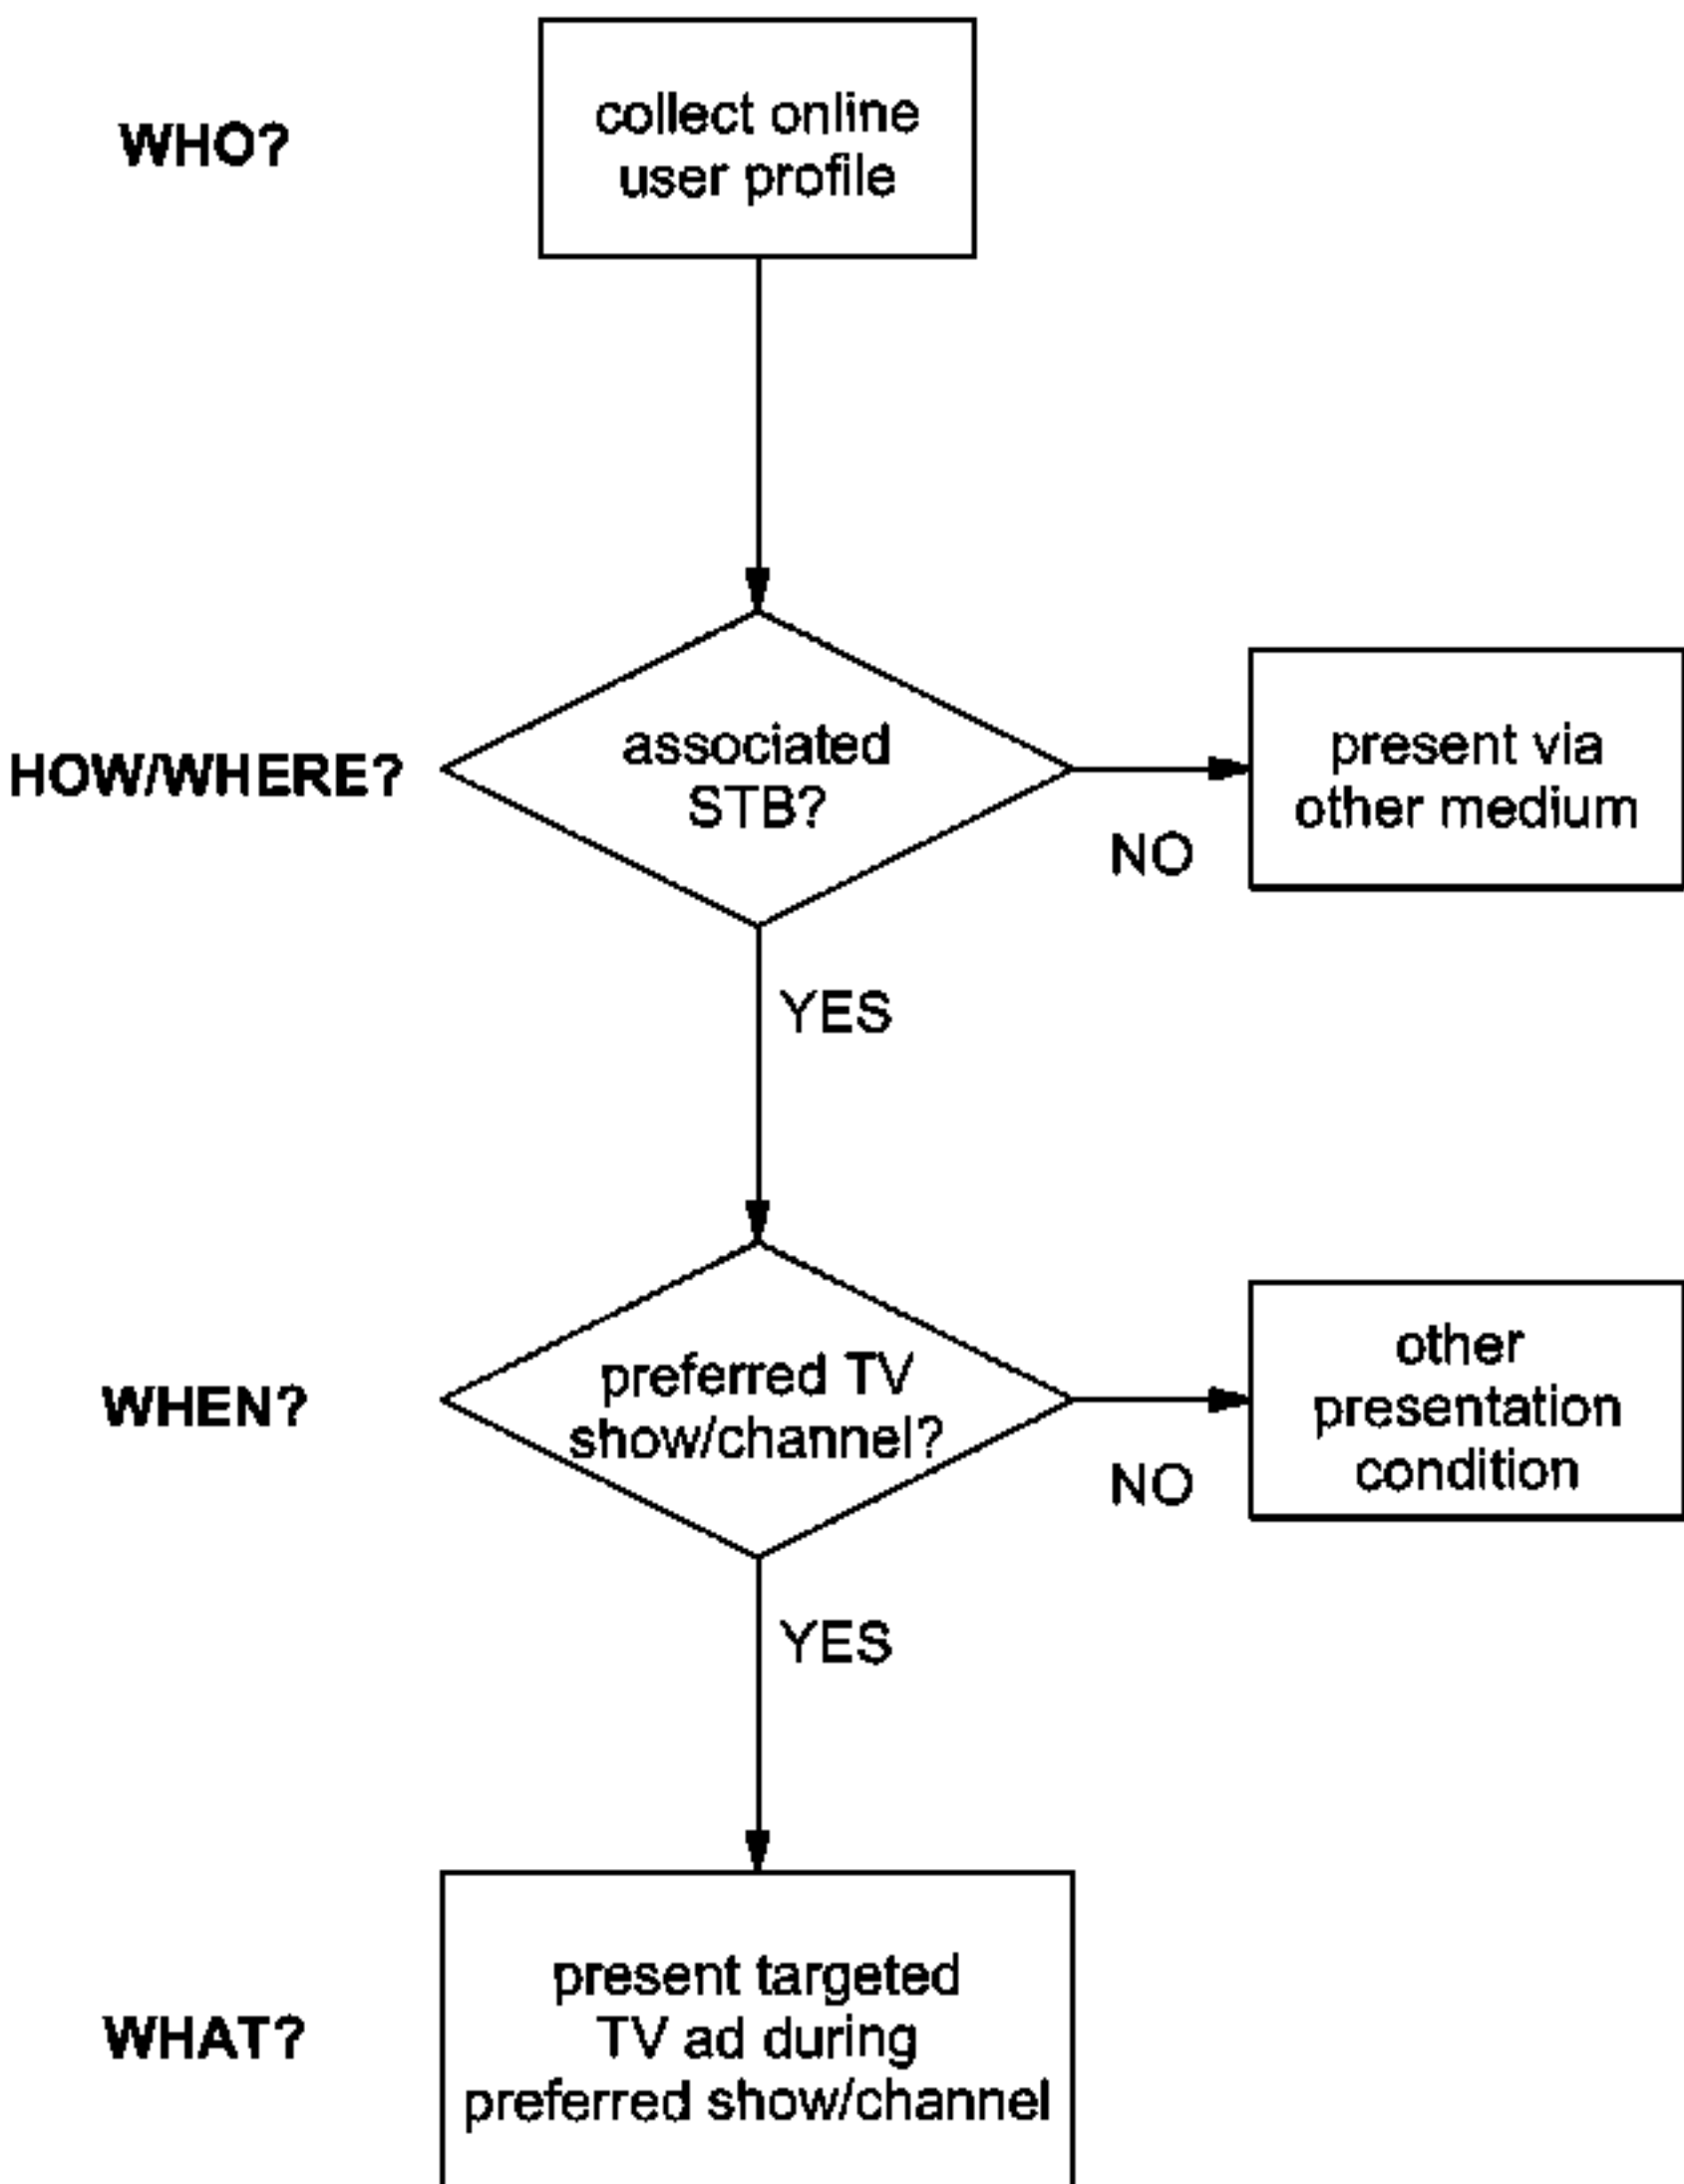 WHO?
collect online
user profile
HOW/WHERE?
associated
STB?
NO
present via
other medium
YES
WHEN?
preferred TV
show/channel?
NO
other
presentation
condition
YES
WHAT?
present targeted
TV ad during
preferred show/channel